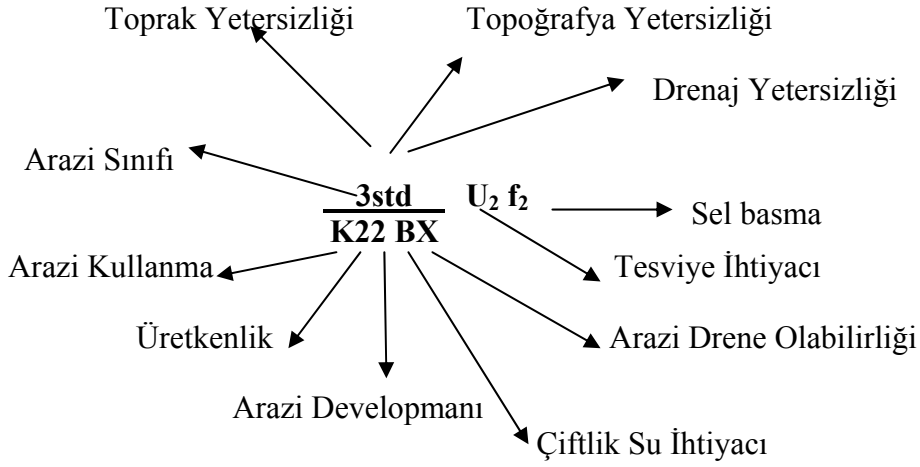 Toprak Yetersizliği
Topoğrafya Yetersizliği
Drenaj Yetersizliği
Arazi Sınıfı
3std U₂ f₂
K22 BX
Sel basma
Arazi Kullanma
Tesviye İhtiyacı
Üretkenlik
Arazi Drene Olabilirliği
Arazi Developmanı
Çiftlik Su İhtiyacı